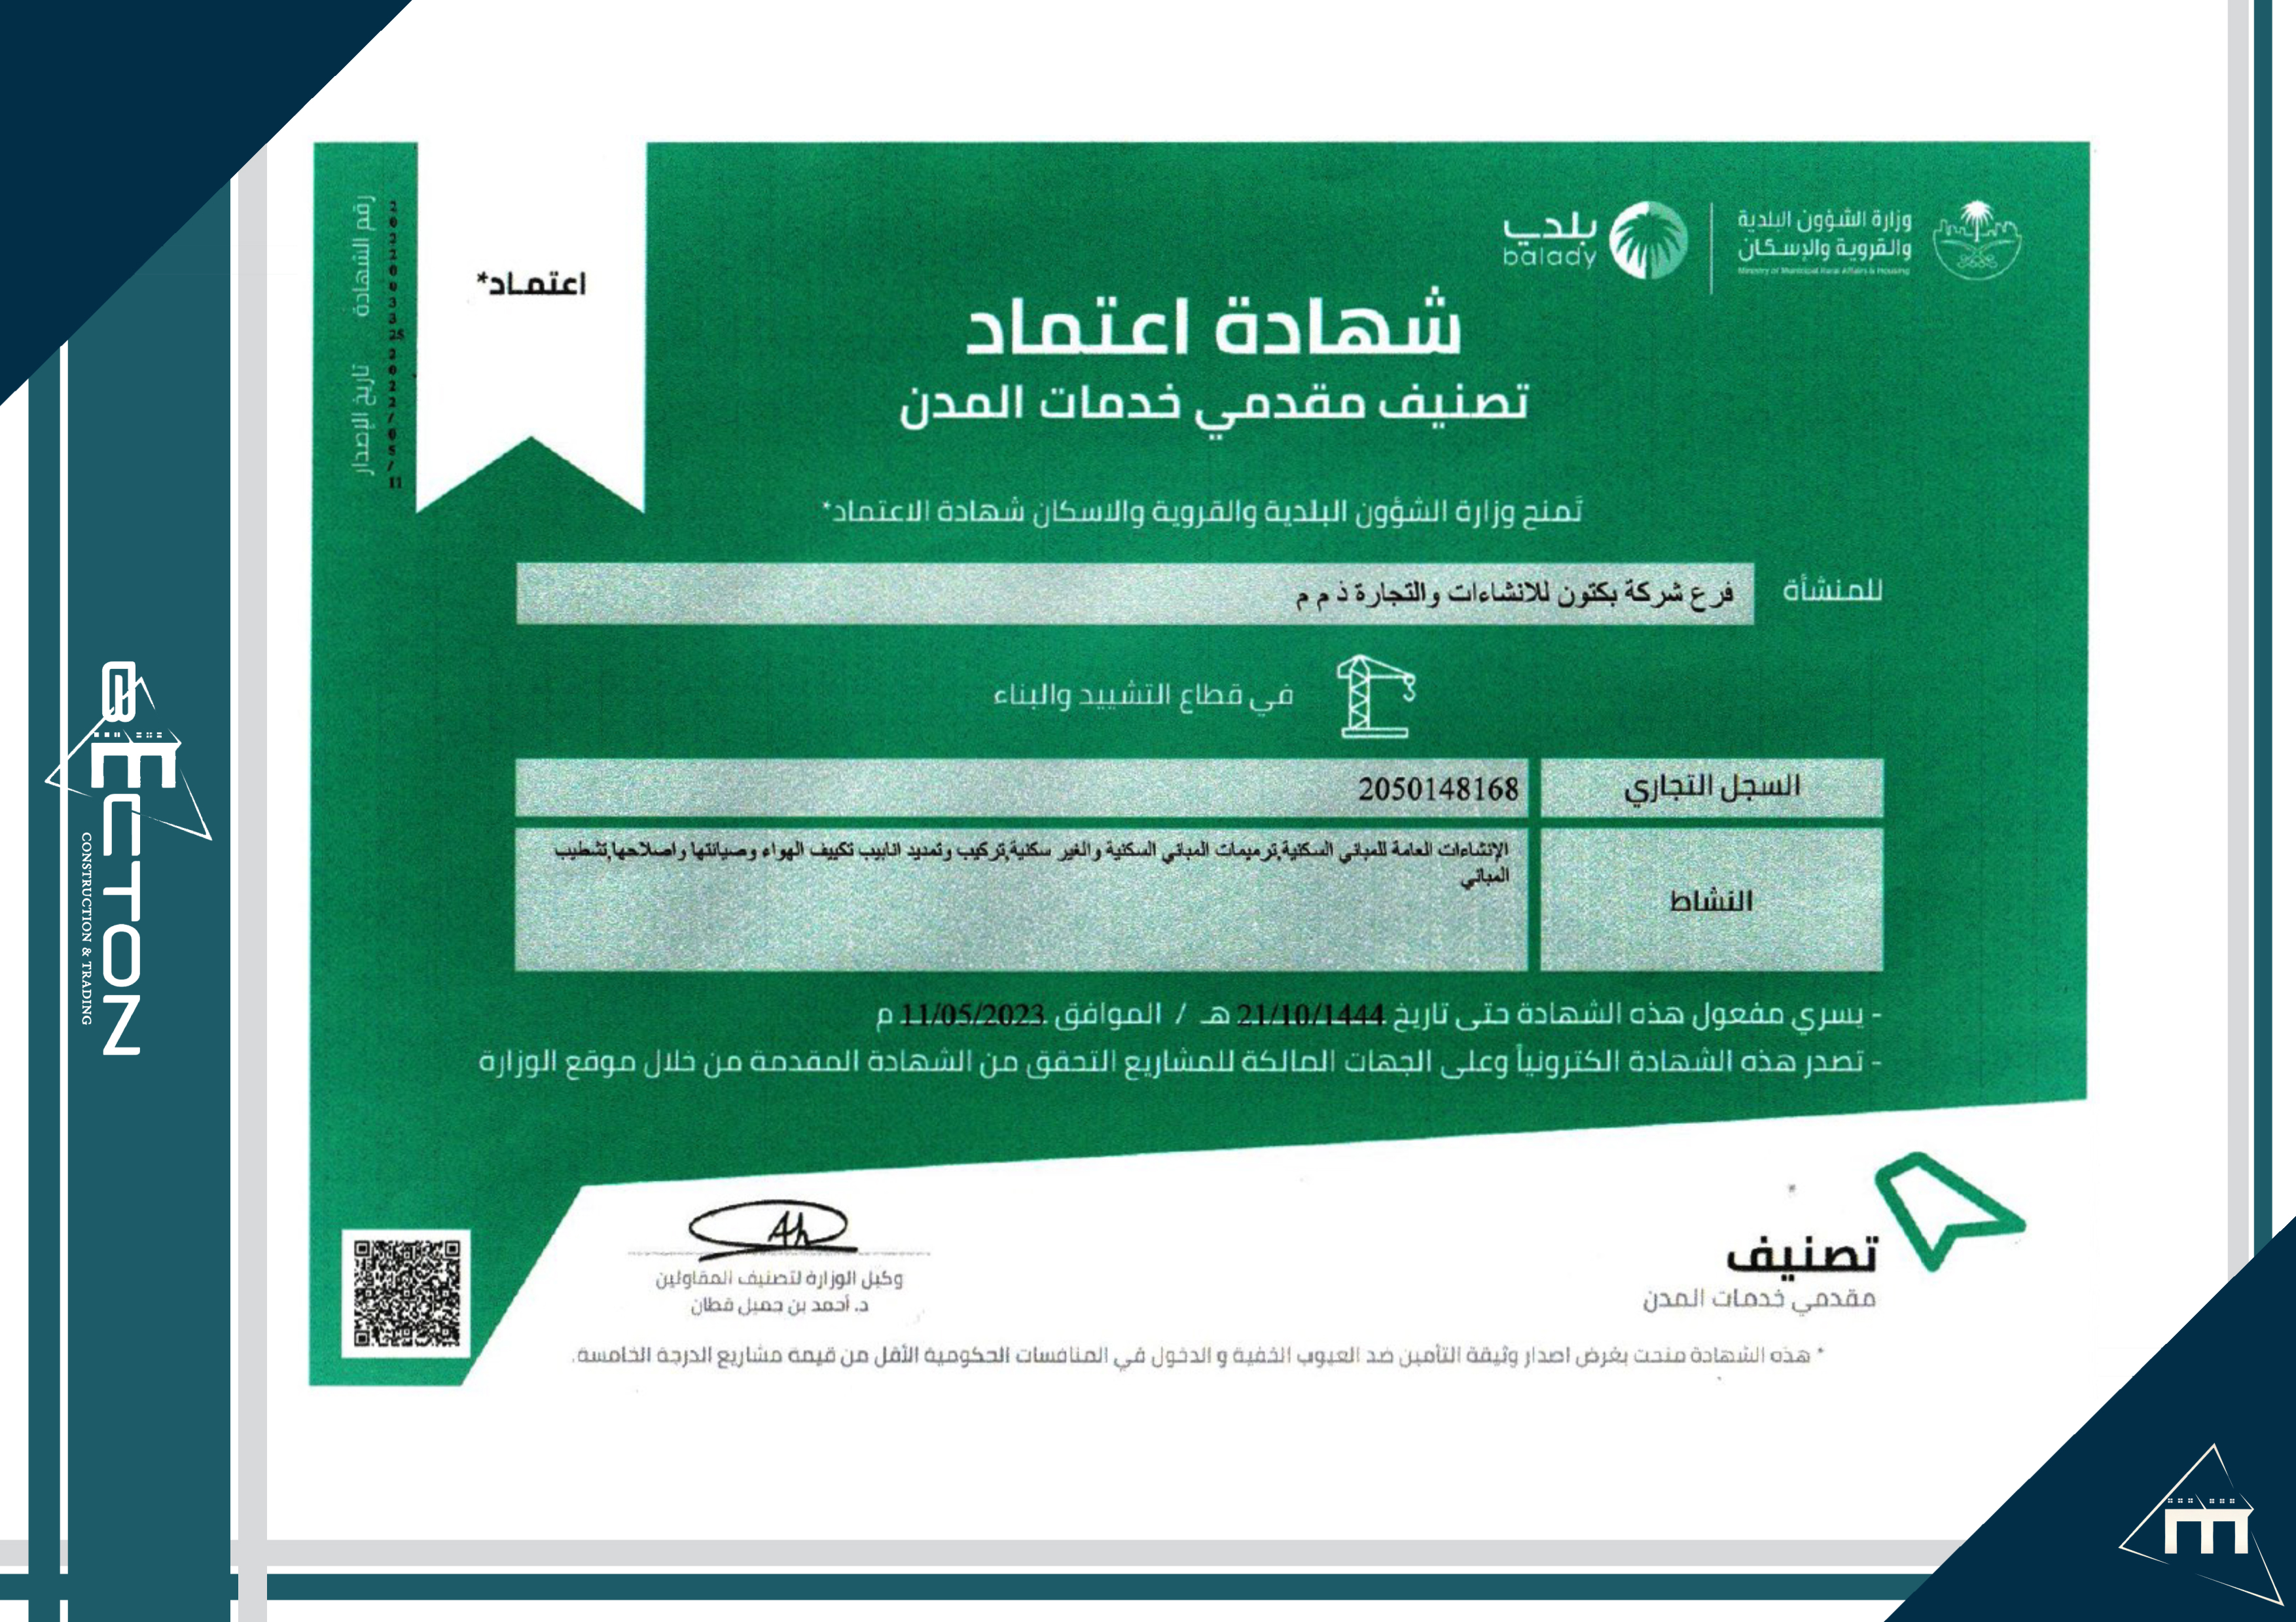 وزارة الشؤون البلدية
والقروية والإسكان
Ministry of Municipal Rural Affairs & Housing
بلدي
balady
اعتماد*
رقم الشهادة
2022003325
تاريخ الإصدار
2022/05/11
شهادة اعتماد
تصنيف مقدمي خدمات المدن
تَمنح وزارة الشؤون البلدية والقروية والاسكان شهادة الاعتماد*
للمنشأة
فرع شركة بكتون للانشاءات والتجارة ذ م م
في قطاع التشييد والبناء
السجل التجاري
2050148168
النشاط
الإنشاءات العامة للمباني السكنية,ترميمات المباني السكنية والغير سكنية,تركيب وتمديد انابيب تكييف الهواء وصيانتها واصلاحها,تشطيب
المباني
- يسري مفعول هذه الشهادة حتى تاريخ 21/10/1444 هـ / الموافق 11/05/2023 م
- تصدر هذه الشهادة الكترونياً وعلى الجهات المالكة للمشاريع التحقق من الشهادة المقدمة من خلال موقع الوزارة
تصنيف
مقدمي خدمات المدن
وكيل الوزارة لتصنيف المقاولين
د. أحمد بن جميل قطان
* هذه الشهادة منحت بغرض اصدار وثيقة التأمين ضد العيوب الخفية و الدخول في المنافسات الحكومية الأقل من قيمة مشاريع الدرجة الخامسة.
BECTON
CONSTRUCTION & TRADING